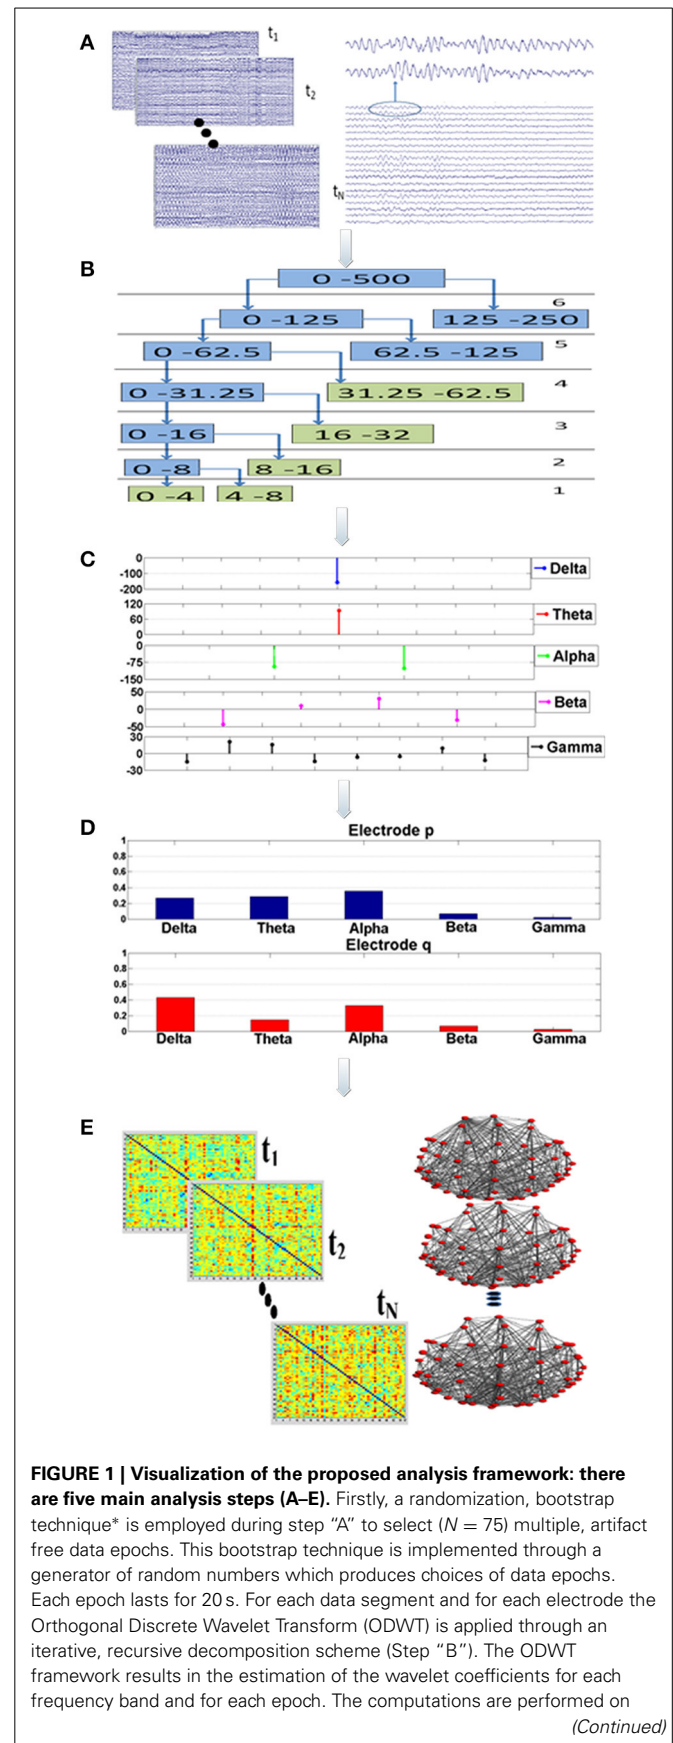 A
t1
t2
tN
B
0 -500
6
0 -125
125 -250
5
0 -62.5
62.5 -125
4
0 -31.25
31.25 -62.5
3
0 -16
16 -32
2
0 -8
8 -16
1
0 -4
4 -8
C
0
-100
-200
Delta
120
60
0
Theta
0
-75
-150
Alpha
50
0
-50
Beta
30
0
-30
Gamma
D
Electrode p
1
0.8
0.6
0.4
0.2
0
Delta Theta Alpha Beta Gamma
Electrode q
1
0.8
0.6
0.4
0.2
0
Delta Theta Alpha Beta Gamma
E
t1
t2
tN
FIGURE 1 | Visualization of the proposed analysis framework: there
are five main analysis steps (A–E). Firstly, a randomization, bootstrap
technique* is employed during step “A” to select (N = 75) multiple, artifact
free data epochs. This bootstrap technique is implemented through a
generator of random numbers which produces choices of data epochs.
Each epoch lasts for 20 s. For each data segment and for each electrode the
Orthogonal Discrete Wavelet Transform (ODWT) is applied through an
iterative, recursive decomposition scheme (Step “B”). The ODWT
framework results in the estimation of the wavelet coefficients for each
frequency band and for each epoch. The computations are performed on
(Continued)